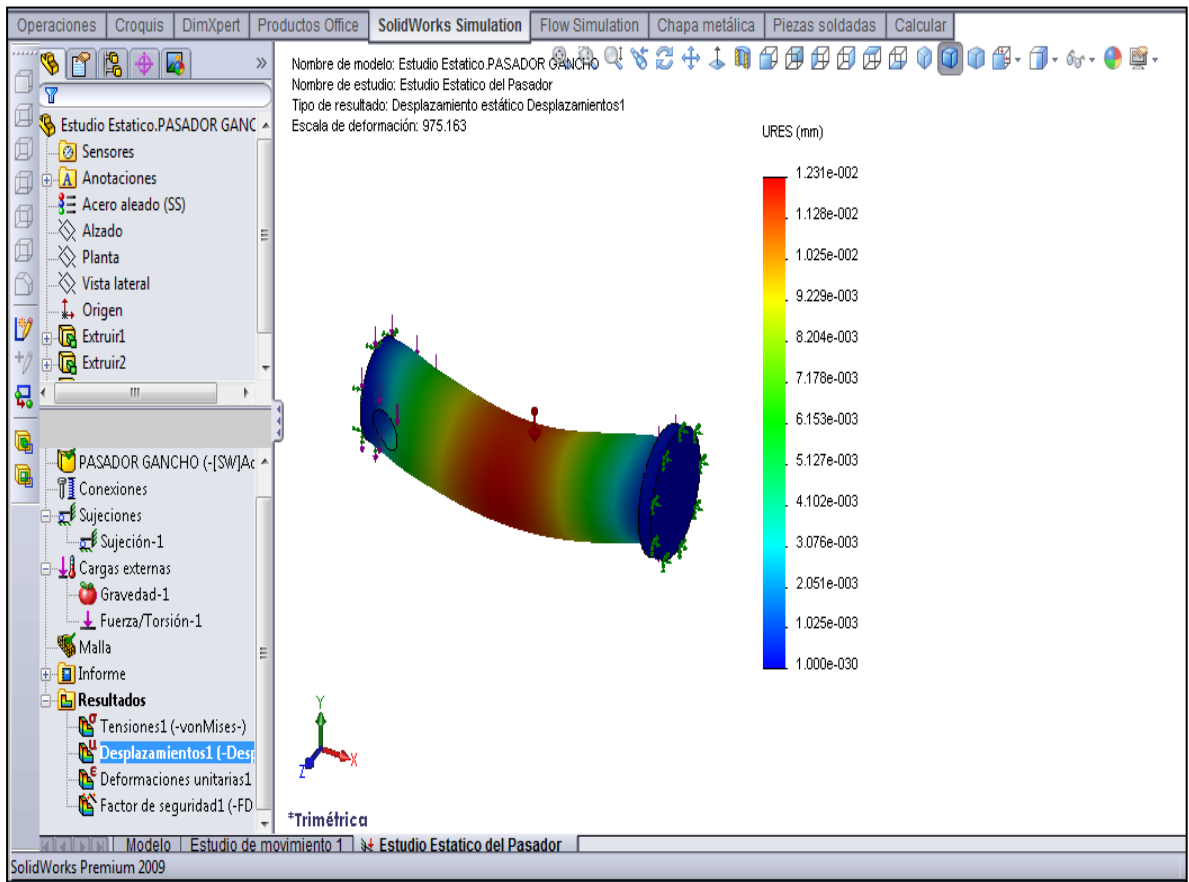 Operaciones Croquis DimXpert Productos Office SolidWorks Simulation Flow Simulation Chapa metálica Piezas soldadas Calcular
Nombre de modelo: Estudio Estatico.PASADOR GANCHO
Nombre de estudio: Estudio Estatico del Pasador
Tipo de resultado: Desplazamiento estático Desplazamientos1
Escala de deformación: 975.163
Estudio Estatico.PASADOR GANC
Sensores
Anotaciones
Acero aleado (SS)
Alzado
Planta
Vista lateral
Origen
Extruir1
Extruir2
PASADOR GANCHO (-[SW]Ac
Conexiones
Sujeciones
Sujeción-1
Cargas externas
Gravedad-1
Fuerza/Torsión-1
Malla
Informe
Resultados
Tensiones1 (-vonMises-)
Desplazamientos1 (-Desp
Deformaciones unitarias1
Factor de seguridad1 (-FD
URES (mm)
1.231e-002
1.128e-002
1.025e-002
9.229e-003
8.204e-003
7.178e-003
6.153e-003
5.127e-003
4.102e-003
3.076e-003
2.051e-003
1.025e-003
1.000e-030
Y
X
Z
*Trimétrica
Modelo Estudio de movimiento 1 Estudio Estatico del Pasador
SolidWorks Premium 2009